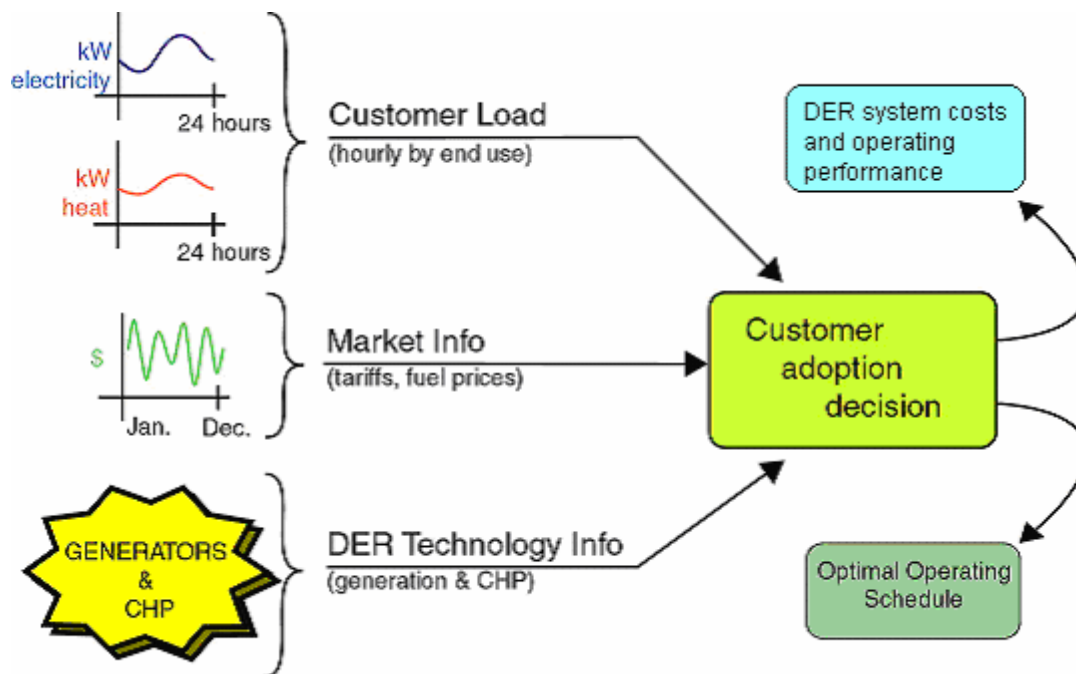 kW
electricity
24 hours
kW
heat
24 hours
Customer Load
(hourly by end use)
$
Jan. Dec.
Market Info
(tariffs, fuel prices)
GENERATORS
&
CHP
DER Technology Info
(generation & CHP)
Customer
adoption
decision
DER system costs
and operating
performance
Optimal Operating
Schedule